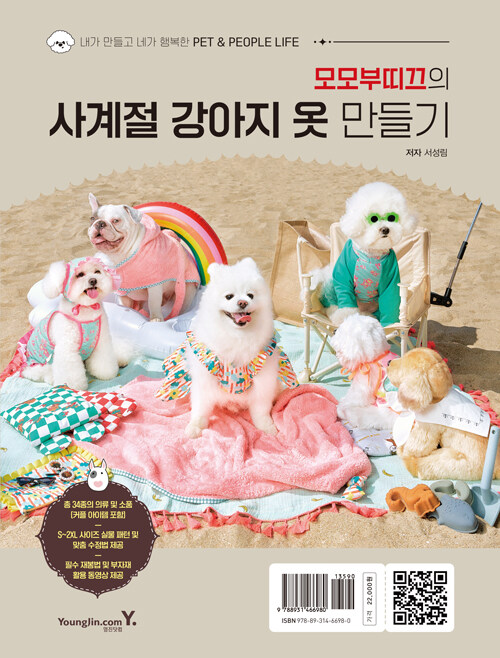 내가 만들고 네가 행복한 PET & PEOPLE LIFE
모모부띠끄의
사계절 강아지 옷 만들기
저자 서성림
총 34종의 의류 및 소품
(커플 아이템 포함)
S~2XL 사이즈 실물 패턴 및
맞춤 수정법 제공
필수 재봉법 및 부자재
활용 동영상 제공
Younglin.com Y.
영진닷컴
13590
9 788931 466980
ISBN 978-89-314-6698-0
가격 22,000원